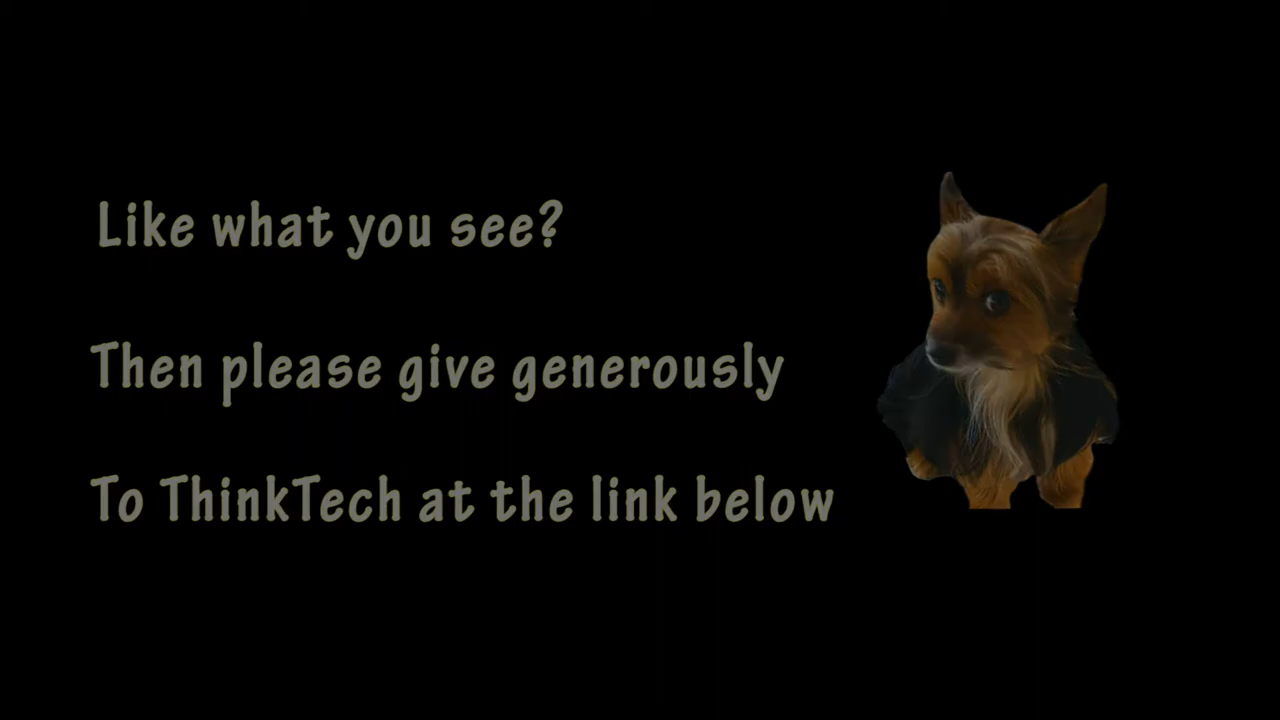 Like what you see?
Then please give generously
To ThinkTech at the link below